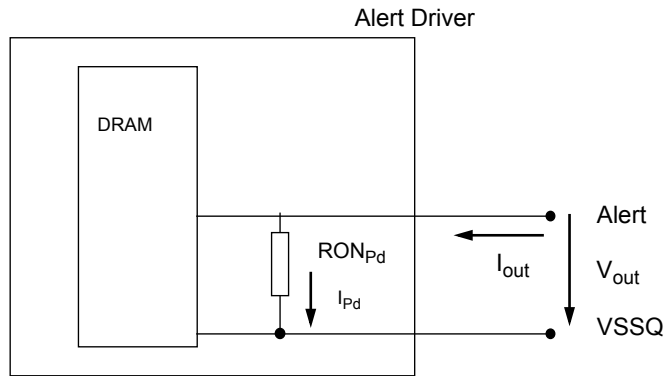 Alert Driver
DRAM
Alert
RON_Pd
I_out
V_out
I_Pd
VSSQ